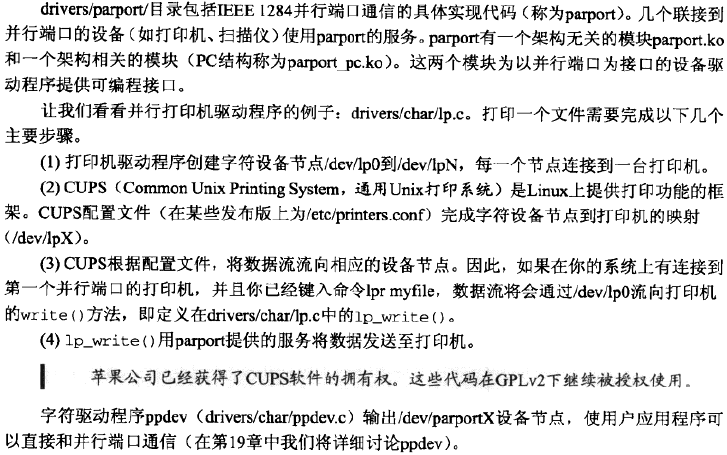 drivers/parport/目录包括IEEE 1284并行端口通信的具体实现代码（称为parport）。几个联接到
并行端口的设备（如打印机、扫描仪）使用parport的服务。parport有一个架构无关的模块parport.ko
和一个架构相关的模块（PC结构称为parport_pc.ko）。这两个模块为以并行端口为接口的设备驱
动程序提供可编程接口。
让我们看看并行打印机驱动程序的例子：drivers/char/lp.c。打印一个文件需要完成以下几个
主要步骤。
(1) 打印机驱动程序创建字符设备节点/dev/lp0到/dev/lpN，每一个节点连接到一台打印机。
(2) CUPS（Common Unix Printing System，通用Unix打印系统）是Linux上提供打印功能的框
架。CUPS配置文件（在某些发布版上为/etc/printers.conf）完成字符设备节点到打印机的映射
（/dev/lpX）。
(3) CUPS根据配置文件，将数据流流向相应的设备节点。因此，如果在你的系统上有连接到
第一个并行端口的打印机，并且你已经键入命令lpr myfile，数据流将会通过/dev/lp0流向打印机
的write()方法，即定义在drivers/char/lp.c中的lp_write()。
(4) lp_write()用parport提供的服务将数据发送至打印机。
苹果公司已经获得了CUPS软件的拥有权。这些代码在GPLv2下继续被授权使用。
字符驱动程序ppdev（drivers/char/ppdev.c）输出/dev/parportX设备节点，使用户应用程序可
以直接和并行端口通信（在第19章中我们将详细讨论ppdev）。